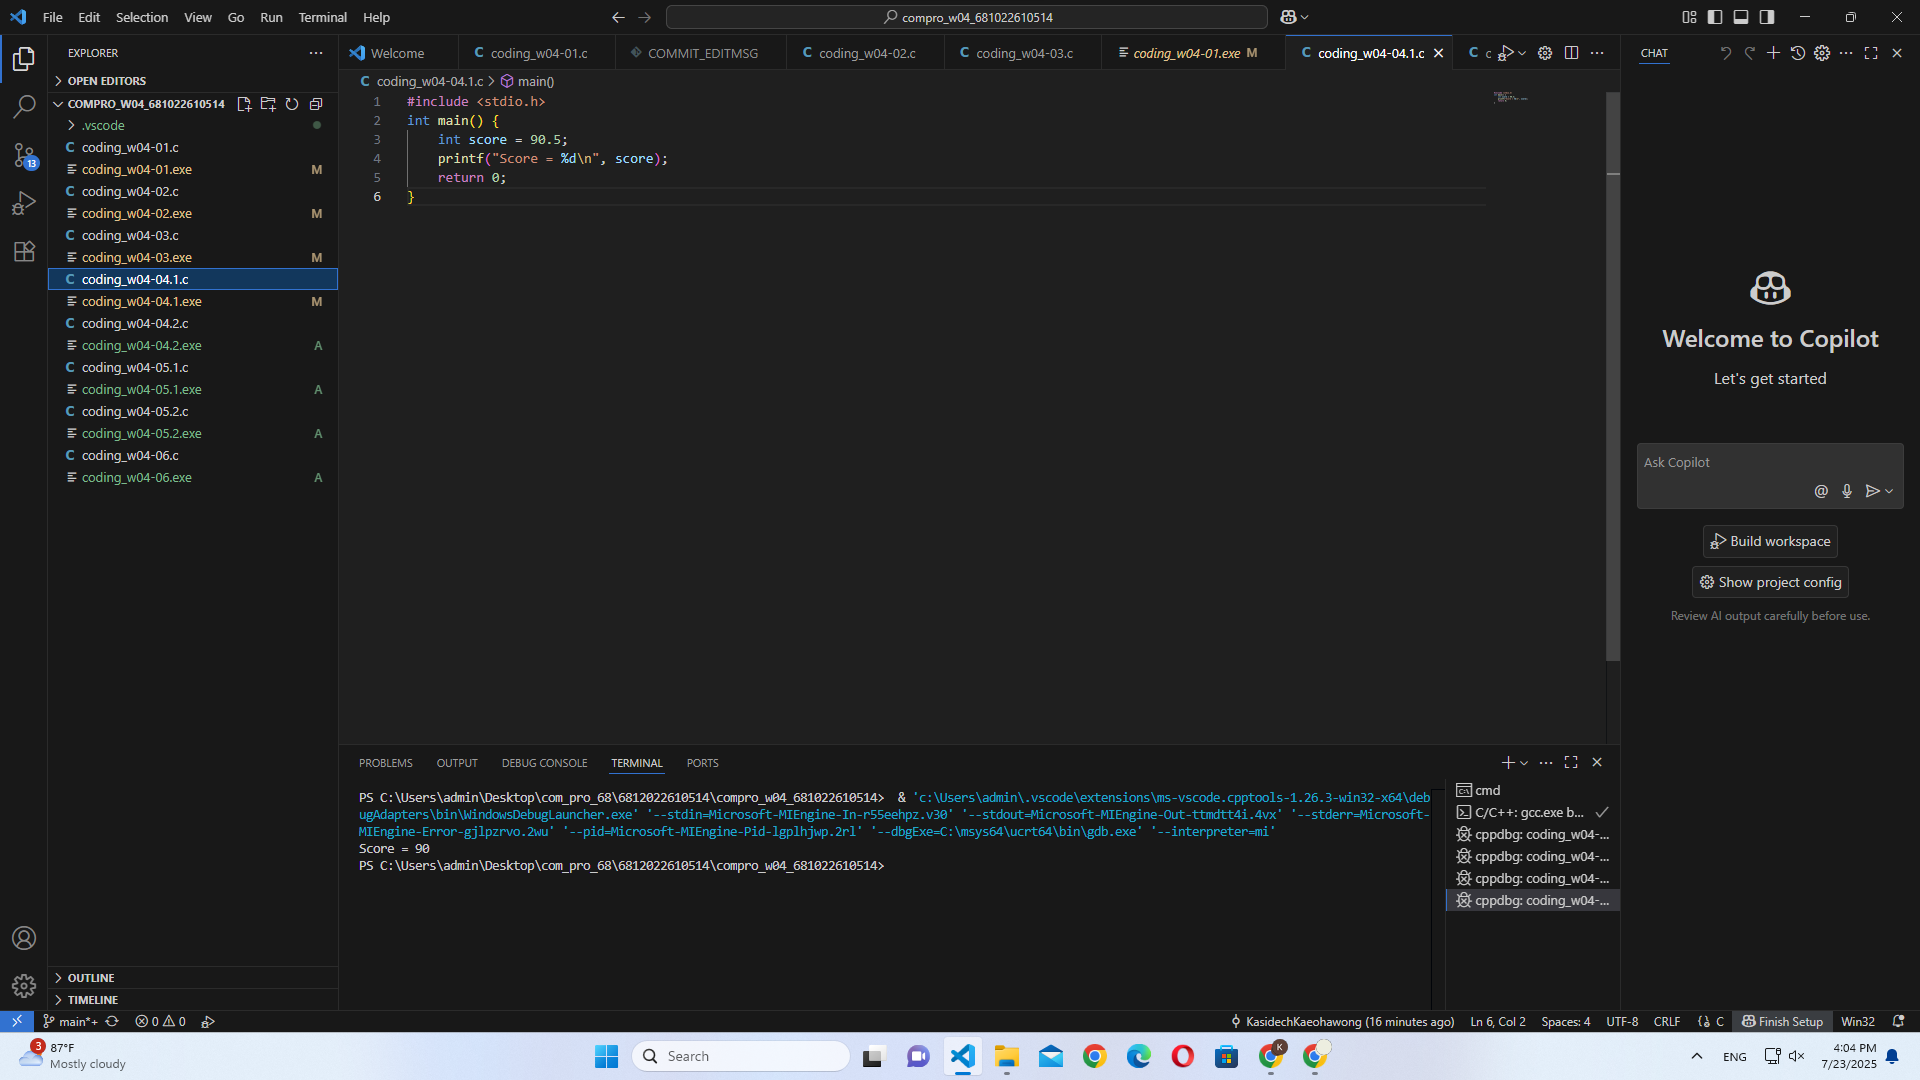 File Edit Selection View Go Run Terminal Help
compro_w04_681022610514
EXPLORER
OPEN EDITORS
COMPRO_W04_681022610514
.vscode
C coding_w04-01.c
coding_w04-01.exe M
C coding_w04-02.c
coding_w04-02.exe M
C coding_w04-03.c
coding_w04-03.exe M
C coding_w04-04.1.c
coding_w04-04.1.exe M
C coding_w04-04.2.c
coding_w04-04.2.exe A
C coding_w04-05.1.c
coding_w04-05.1.exe A
C coding_w04-05.2.c
coding_w04-05.2.exe A
C coding_w04-06.c
coding_w04-06.exe A
13
OUTLINE
TIMELINE
Welcome C coding_w04-01.c COMMIT_EDITMSG C coding_w04-02.c C coding_w04-03.c coding_w04-01.exe M C coding_w04-04.1.c C c
C coding_w04-04.1.c > main()
1 #include <stdio.h>
2 int main() {
3 int score = 90.5;
4 printf("Score = %d\n", score);
5 return 0;
6 }
PROBLEMS OUTPUT DEBUG CONSOLE TERMINAL PORTS
PS C:\Users\admin\Desktop\com_pro_68\6812022610514\compro_w04_681022610514>  & 'c:\Users\admin\.vscode\extensions\ms-vscode.cpptools-1.26.3-win32-x64\deb
ugAdapters\bin\WindowsDebugLauncher.exe' '--stdin=Microsoft-MIEngine-In-r55eehpz.v30' '--stdout=Microsoft-MIEngine-Out-ttmdtt4i.4vx' '--stderr=Microsoft-
MIEngine-Error-gjlpzrvo.2wu' '--pid=Microsoft-MIEngine-Pid-lgplhjwp.2rl' '--dbgExe=C:\msys64\ucrt64\bin\gdb.exe' '--interpreter=mi'
Score = 90
PS C:\Users\admin\Desktop\com_pro_68\6812022610514\compro_w04_681022610514>
cmd
C/C++: gcc.exe b...
cppdbg: coding_w04-...
cppdbg: coding_w04-...
cppdbg: coding_w04-...
cppdbg: coding_w04-...
CHAT
Welcome to Copilot
Let's get started
Ask Copilot
@
Build workspace
Show project config
Review AI output carefully before use.
main*+ 0 0
KasidechKaeohawong (16 minutes ago) Ln 6, Col 2 Spaces: 4 UTF-8 CRLF {} C Finish Setup Win32
3
87°F
Mostly cloudy
Search
K
ENG
4:04 PM
7/23/2025